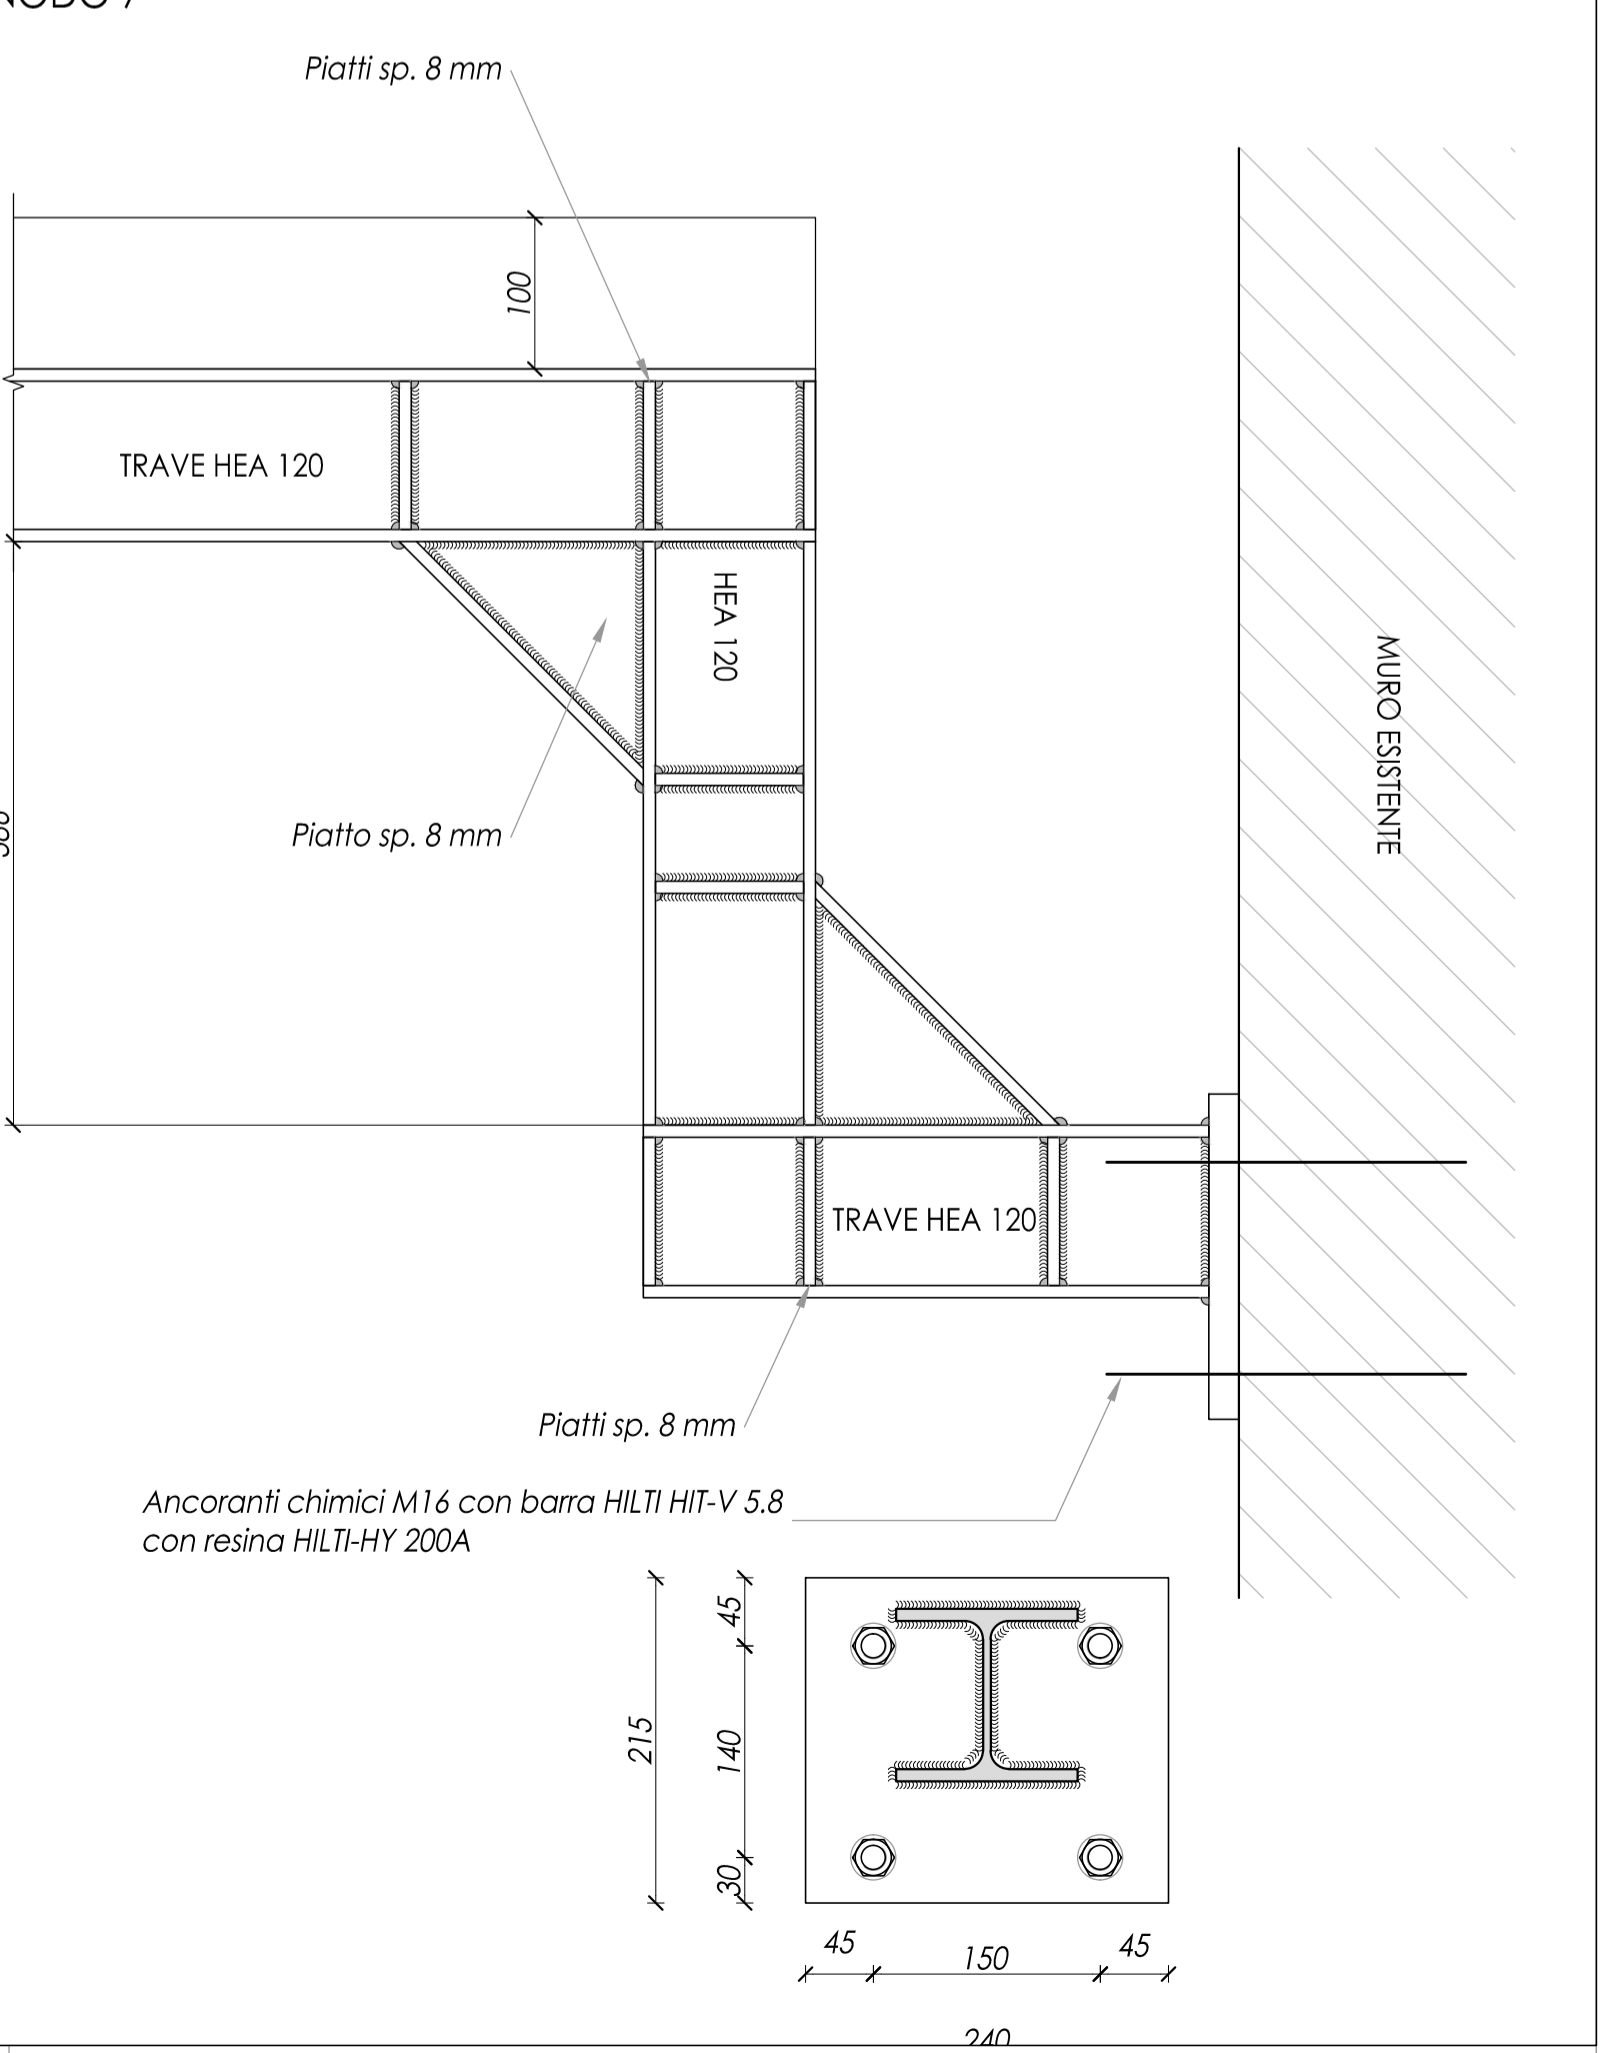 NODO 7
Piatti sp. 8 mm
100
TRAVE HEA 120
HEA 120
MURO ESISTENTE
Piatto sp. 8 mm
TRAVE HEA 120
Piatti sp. 8 mm
Ancoranti chimici M16 con barra HILTI HIT-V 5.8
con resina HILTI-HY 200A
45
215
140
30
45
150
45
240